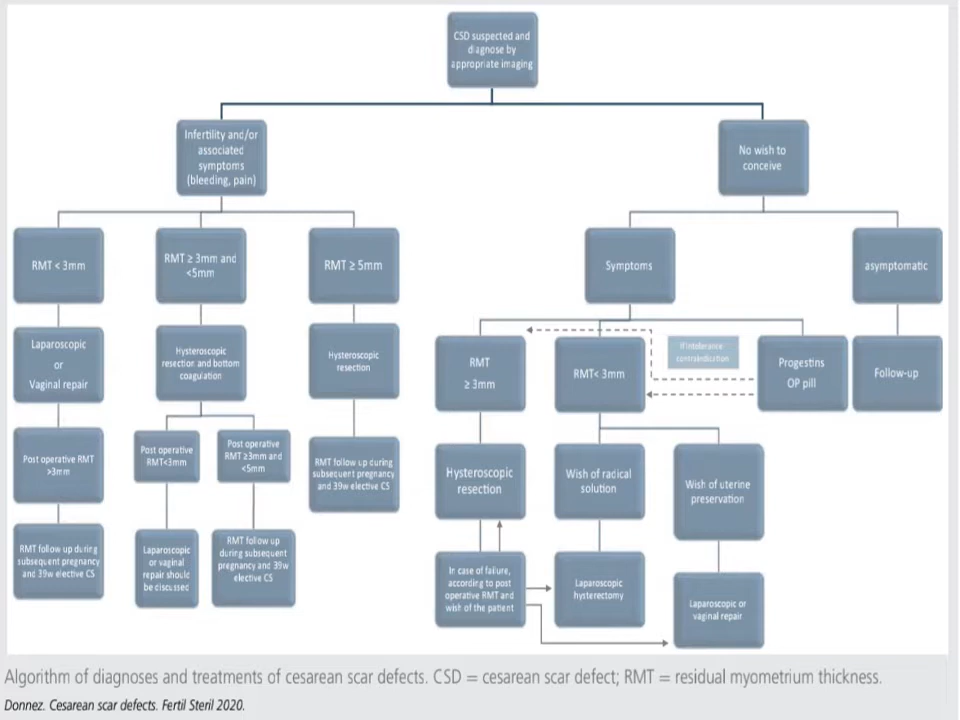 CSD suspected and
diagnose by
appropriate imaging
Infertility and/or
associated
symptoms
(bleeding, pain)
No wish to
conceive
RMT < 3mm
RMT ≥ 3mm and
<5mm
RMT ≥ 5mm
Symptoms
asymptomatic
Laparoscopic
or
Vaginal repair
Hysteroscopic
resection and bottom
coagulation
Hysteroscopic
resection
RMT
≥ 3mm
RMT< 3mm
If intolerance
contraindication
Progestins
OP pill
Follow-up
Post operative RMT
>3mm
Post operative
RMT<3mm
Post operative
RMT ≥3mm and
<5mm
RMT follow up during
subsequent pregnancy
and 39w elective CS
Hysteroscopic
resection
Wish of radical
solution
Wish of uterine
preservation
RMT follow up during
subsequent pregnancy
and 39w elective CS
Laparoscopic
or vaginal
repair should
be discussed
RMT follow up
during subsequent
pregnancy and 39w
elective CS
In case of failure,
according to post
operative RMT and
wish of the patient
Laparoscopic
hysterectomy
Laparoscopic or
vaginal repair
Algorithm of diagnoses and treatments of cesarean scar defects. CSD = cesarean scar defect; RMT = residual myometrium thickness.
Donnez. Cesarean scar defects. Fertil Steril 2020.